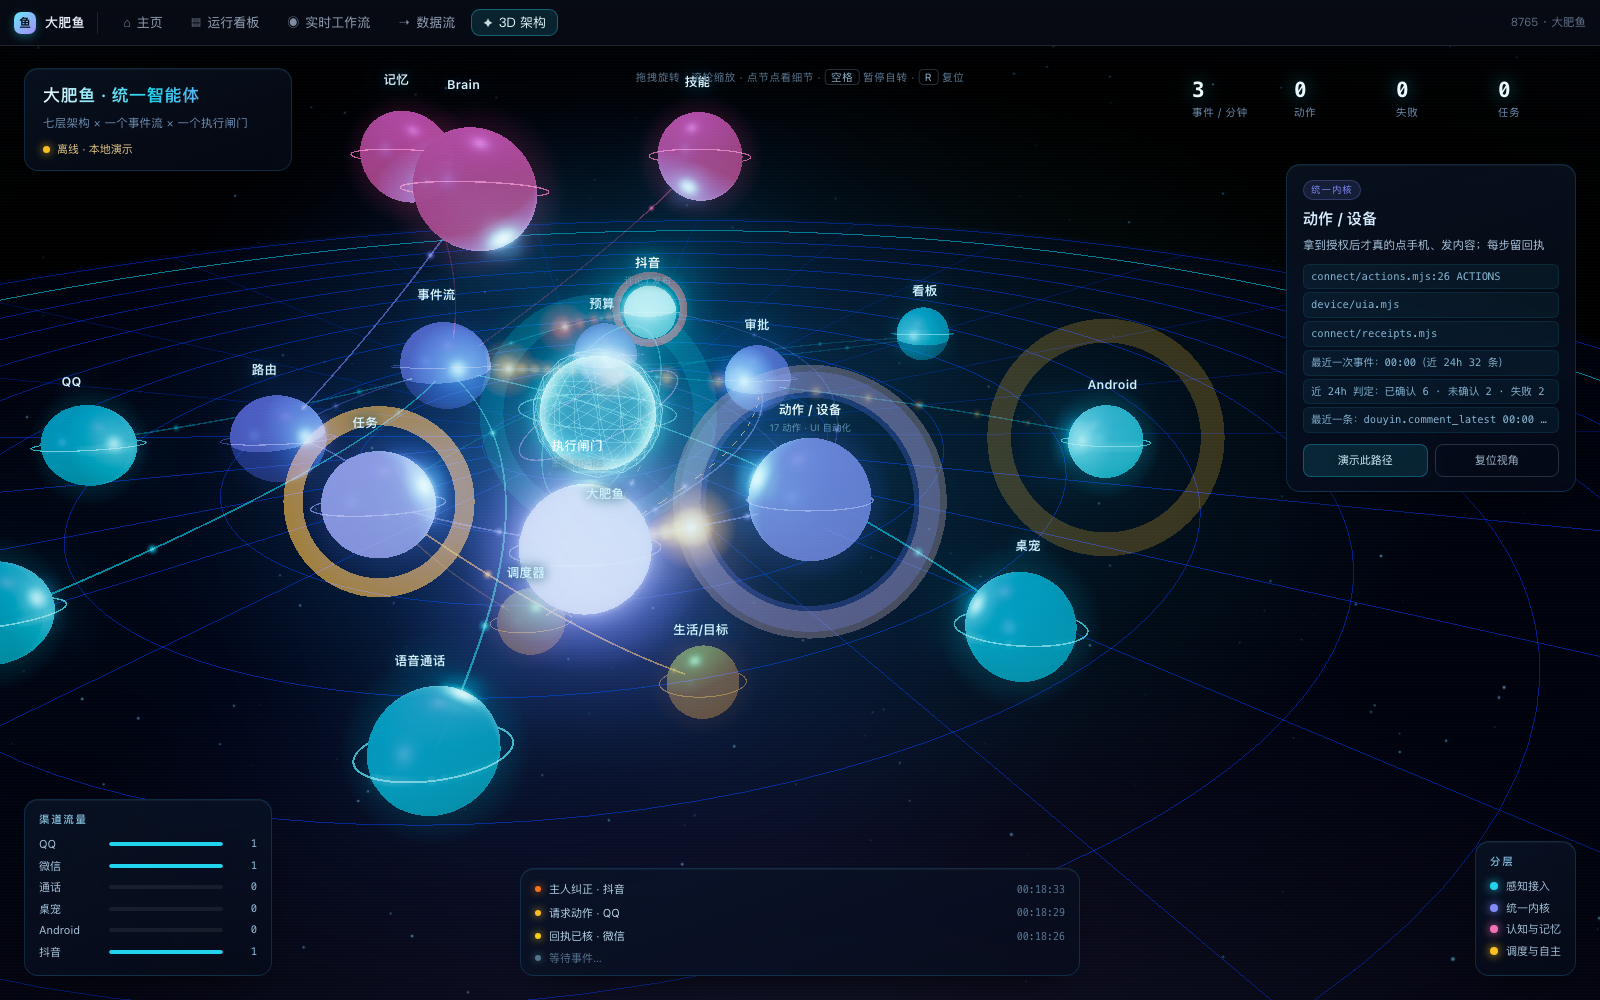 鱼 大肥鱼 主页 运行看板 实时工作流 数据流 3D 架构 8765 · 大肥鱼
大肥鱼 · 统一智能体
七层架构 × 一个事件流 × 一个执行闸门
离线 · 本地演示
拖拽旋转 · 滚轮缩放 · 点节点看细节 · 空格 暂停自转 · R 复位
3 0 0 0
事件 / 分钟 动作 失败 任务
记忆
Brain
技能
抖音
事件流
预算
看板
审批
路由
QQ
Android
任务
动作 / 设备
17 动作 · UI 自动化
执行闸门
大肥鱼
桌宠
调度器
生活/目标
语音通话
统一内核
动作 / 设备
拿到授权后才真的点手机、发内容；每步留回执
connect/actions.mjs:26 ACTIONS
device/uia.mjs
connect/receipts.mjs
最近一次事件: 00:00 (近 24h 32 条)
近 24h 判定: 已确认 6 · 未确认 2 · 失败 2
最近一条: douyin.comment_latest 00:00 …
演示此路径 复位视角
渠道流量
QQ 1
微信 1
通话 0
桌宠 0
Android 0
抖音 1
主人纠正 · 抖音 00:18:33
请求动作 · QQ 00:18:29
回执已核 · 微信 00:18:26
等待事件…
分层
感知接入
统一内核
认知与记忆
调度与自主